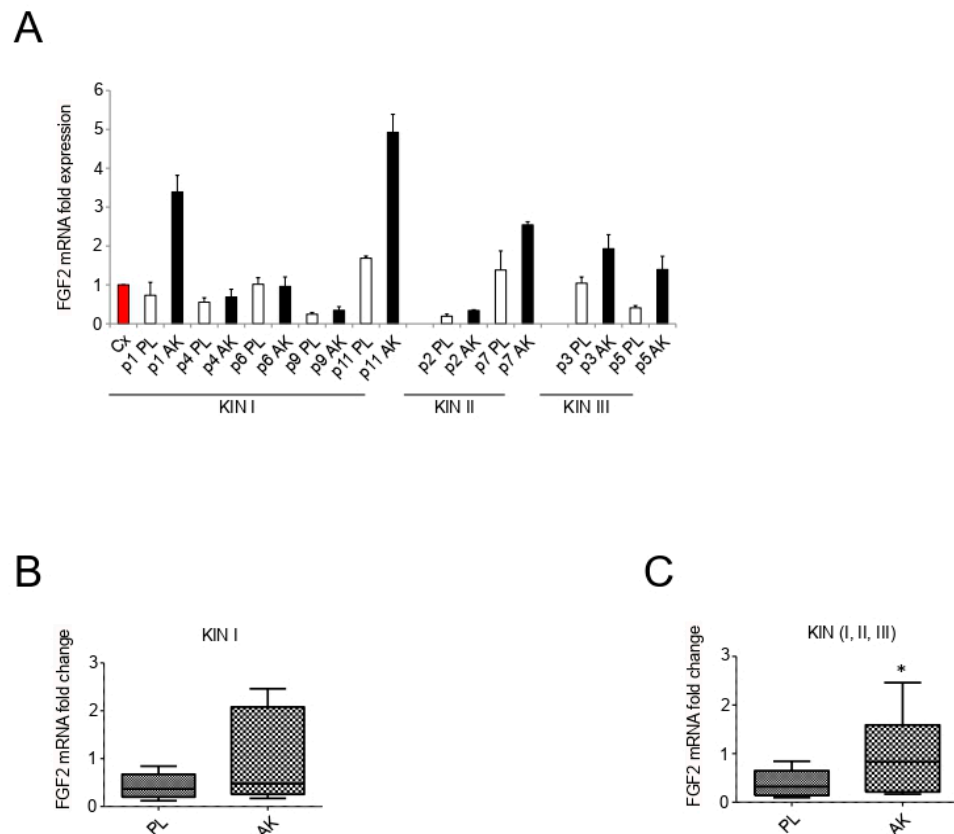 A
FGF2 mRNA fold expression
6
5
4
3
2
1
0
Cx
p1 PL
p1 AK
p4 PL
p4 AK
p6 PL
p6 AK
p9 PL
p9 AK
p11 PL
p11 AK
p2 PL
p2 AK
p7 PL
p7 AK
p3 PL
p3 AK
p5 PL
p5 AK
KIN I
KIN II
KIN III
B
KIN I
FGF2 mRNA fold change
3
2
1
0
PL
AK
C
KIN (I, II, III)
FGF2 mRNA fold change
3
2
1
0
*
PL
AK